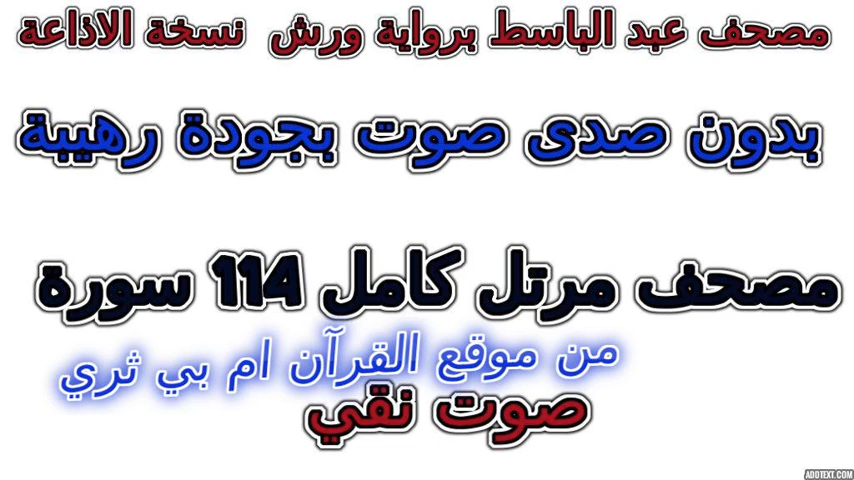 مصحف عبد الباسط برواية ورش نسخة الاذاعة
بدون صدى صوت بجودة رهيبة
مصحف مرتل كامل 114 سورة
من موقع القرآن ام بي ثري
صوت نقي
ADDTEXT.COM